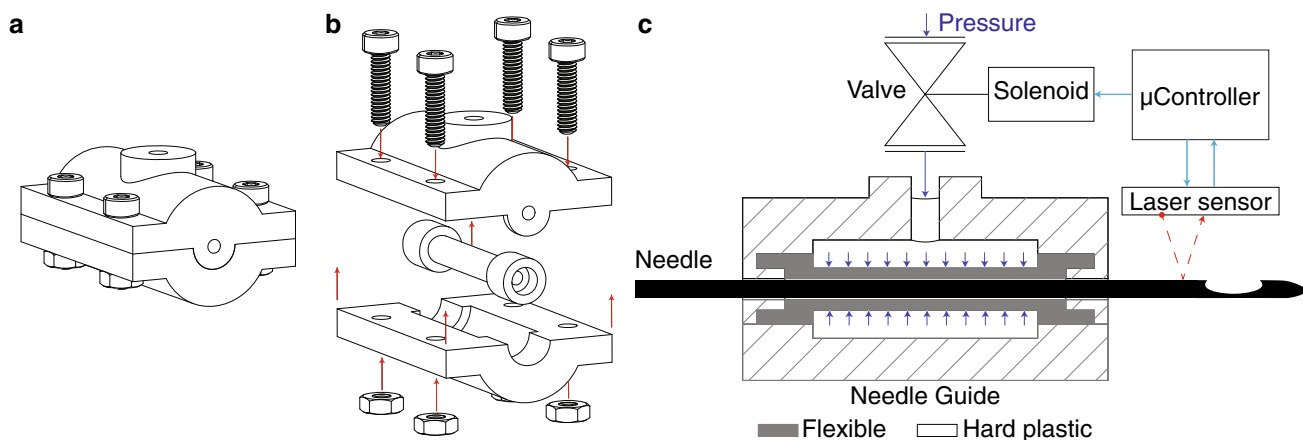 a
b
c
Pressure
Valve
Solenoid
µController
Laser sensor
Needle
Needle Guide
Flexible
Hard plastic